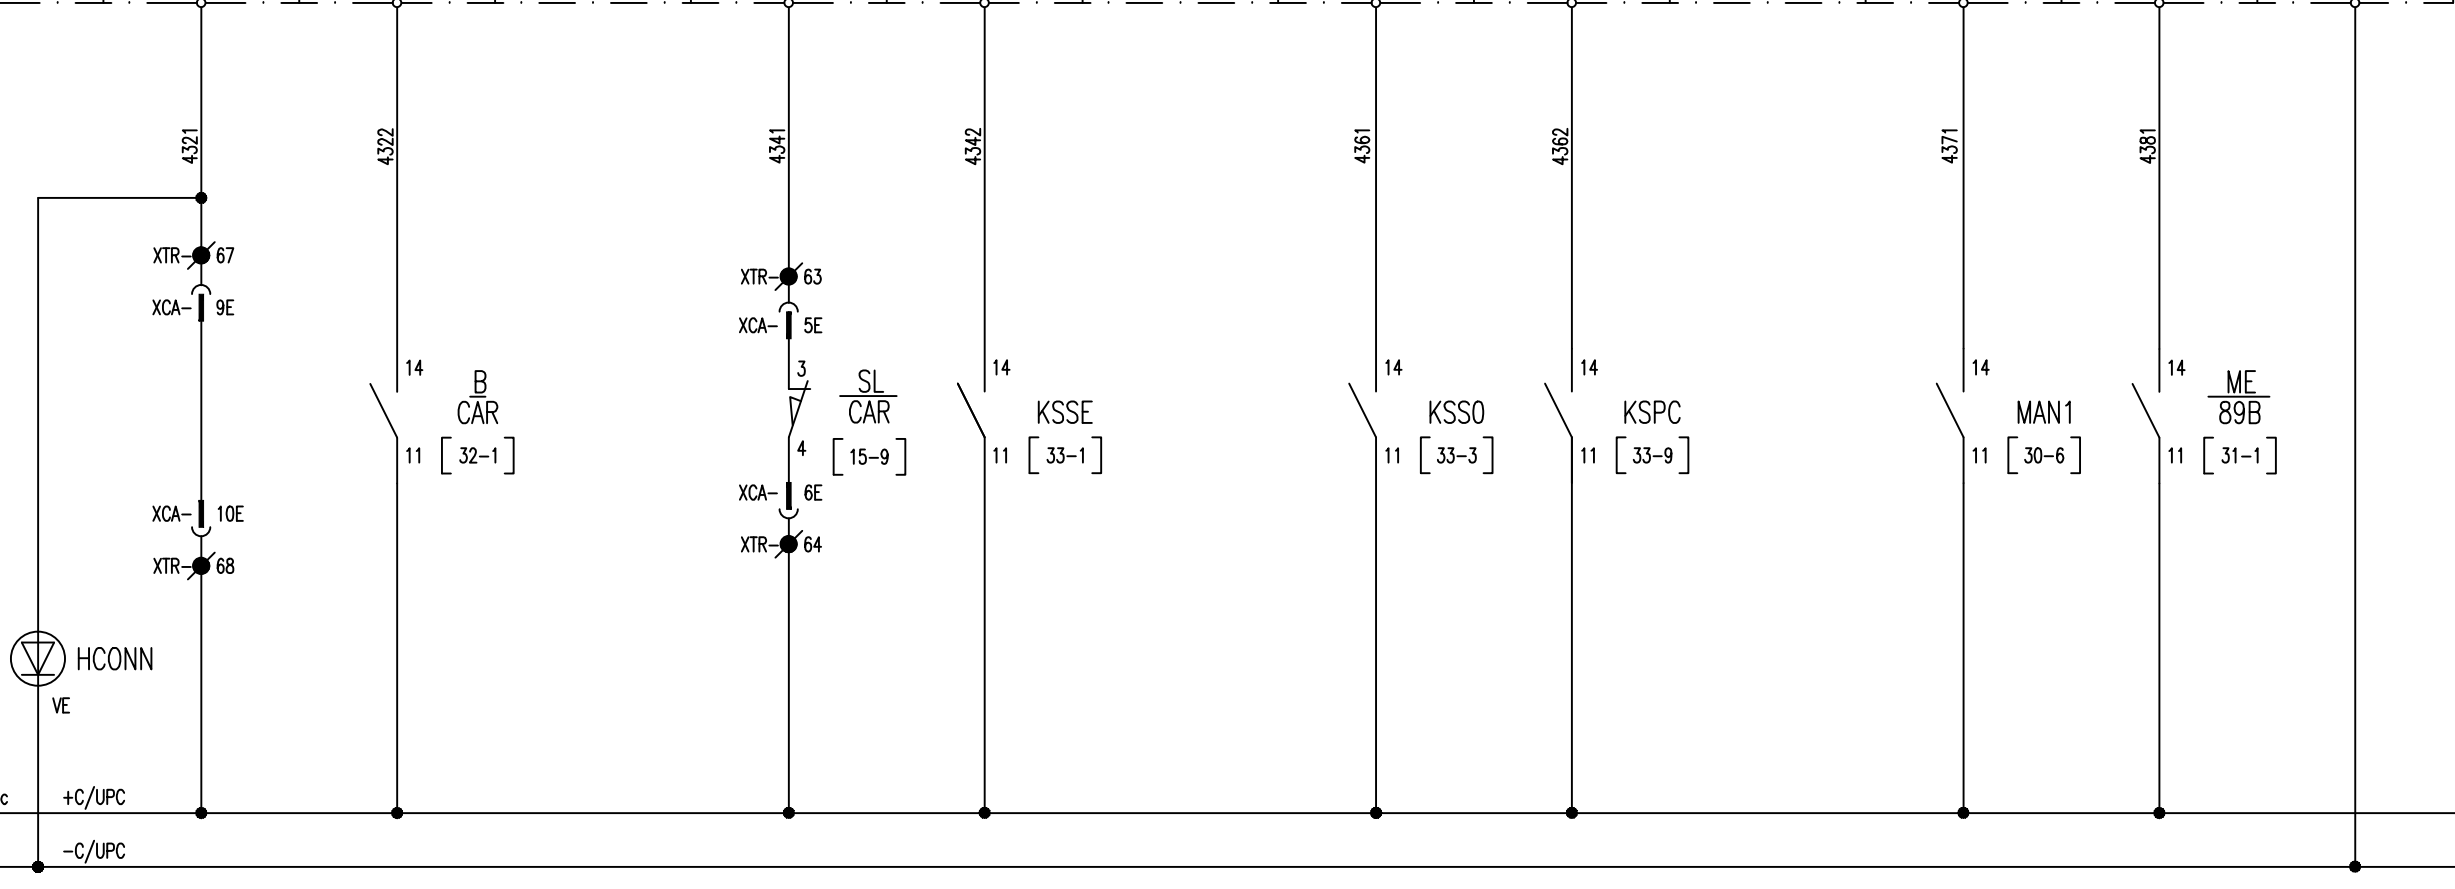 4321
4322
4341
4342
4361
4362
4371
4381
XTR- 67
XCA- 9E
XTR- 63
XCA- 5E
14
3
14
14
14
14
14
B
CAR
SL
CAR
KSSE
KSSO
KSPC
MAN1
ME
89B
11 [32-1]
4 [15-9]
11 [33-1]
11 [33-3]
11 [33-9]
11 [30-6]
11 [31-1]
XCA- 10E
XTR- 68
XCA- 6E
XTR- 64
HCONN
VE
c +C/UPC
-C/UPC